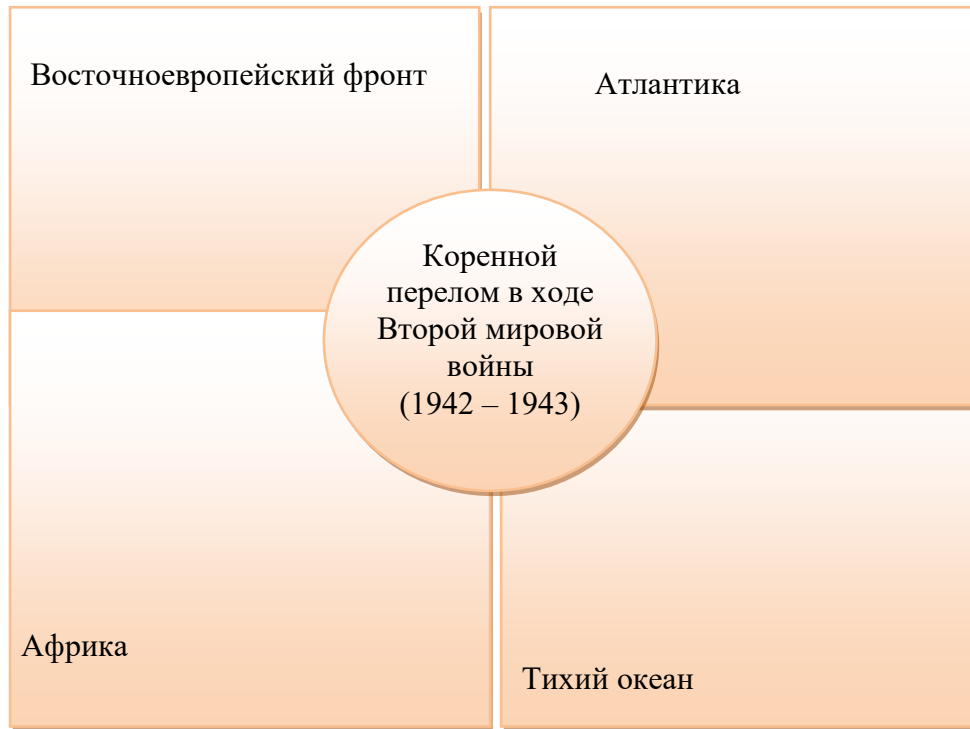 Восточноевропейский фронт
Атлантика
Коренной
перелом в ходе
Второй мировой
войны
(1942 – 1943)
Африка
Тихий океан